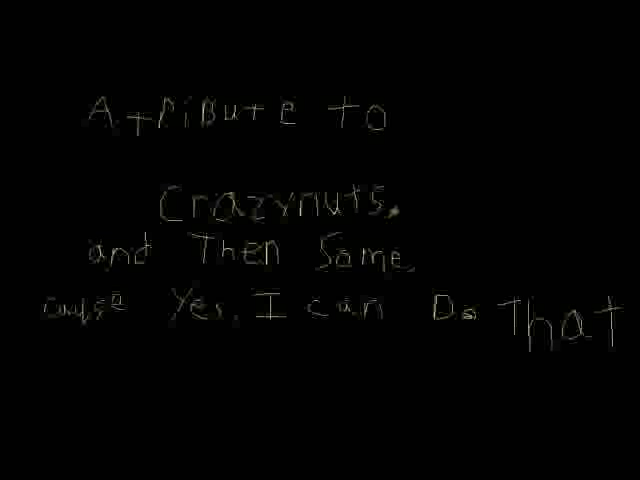 A tribute to
Crazynuts.
and Then Some
cause Yes, I can Do That